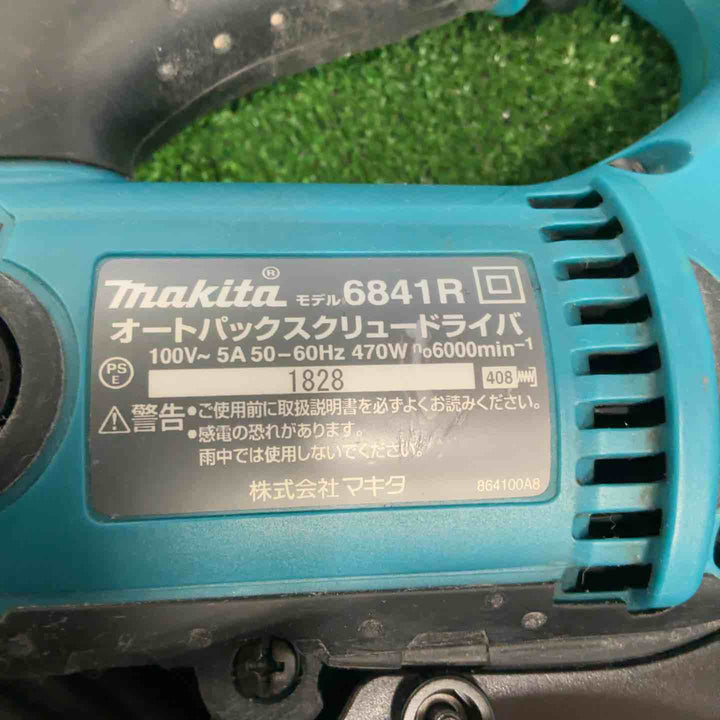 makita® モデル6841R
オートパックスクリュードライバ
100V~ 5A 50-60Hz 470W n₀6000min⁻¹
PS
E
1828
408
⚠警告 ●ご使用前に取扱説明書を必ずよくお読みください。
●感電の恐れがあります。
雨中では使用しないでください。
株式会社マキタ
864100A8